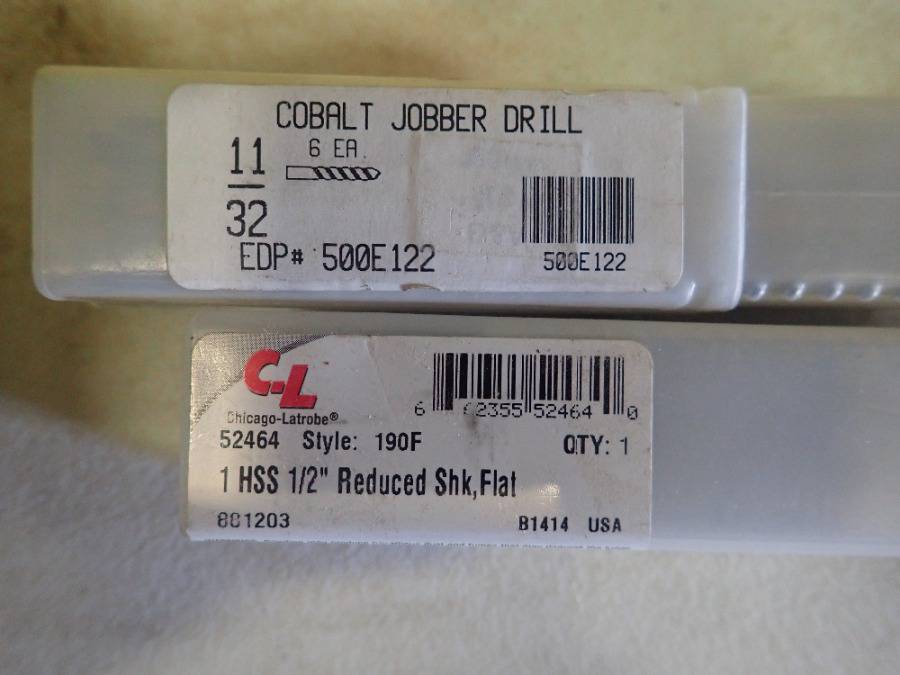 COBALT JOBBER DRILL
11
32
6 EA.
EDP# 500E122
500E122
C-L
Chicago-Latrobe®
6 62355 52464 0
52464 Style: 190F QTY: 1
1 HSS 1/2" Reduced Shk,Flat
881203 B1414 USA